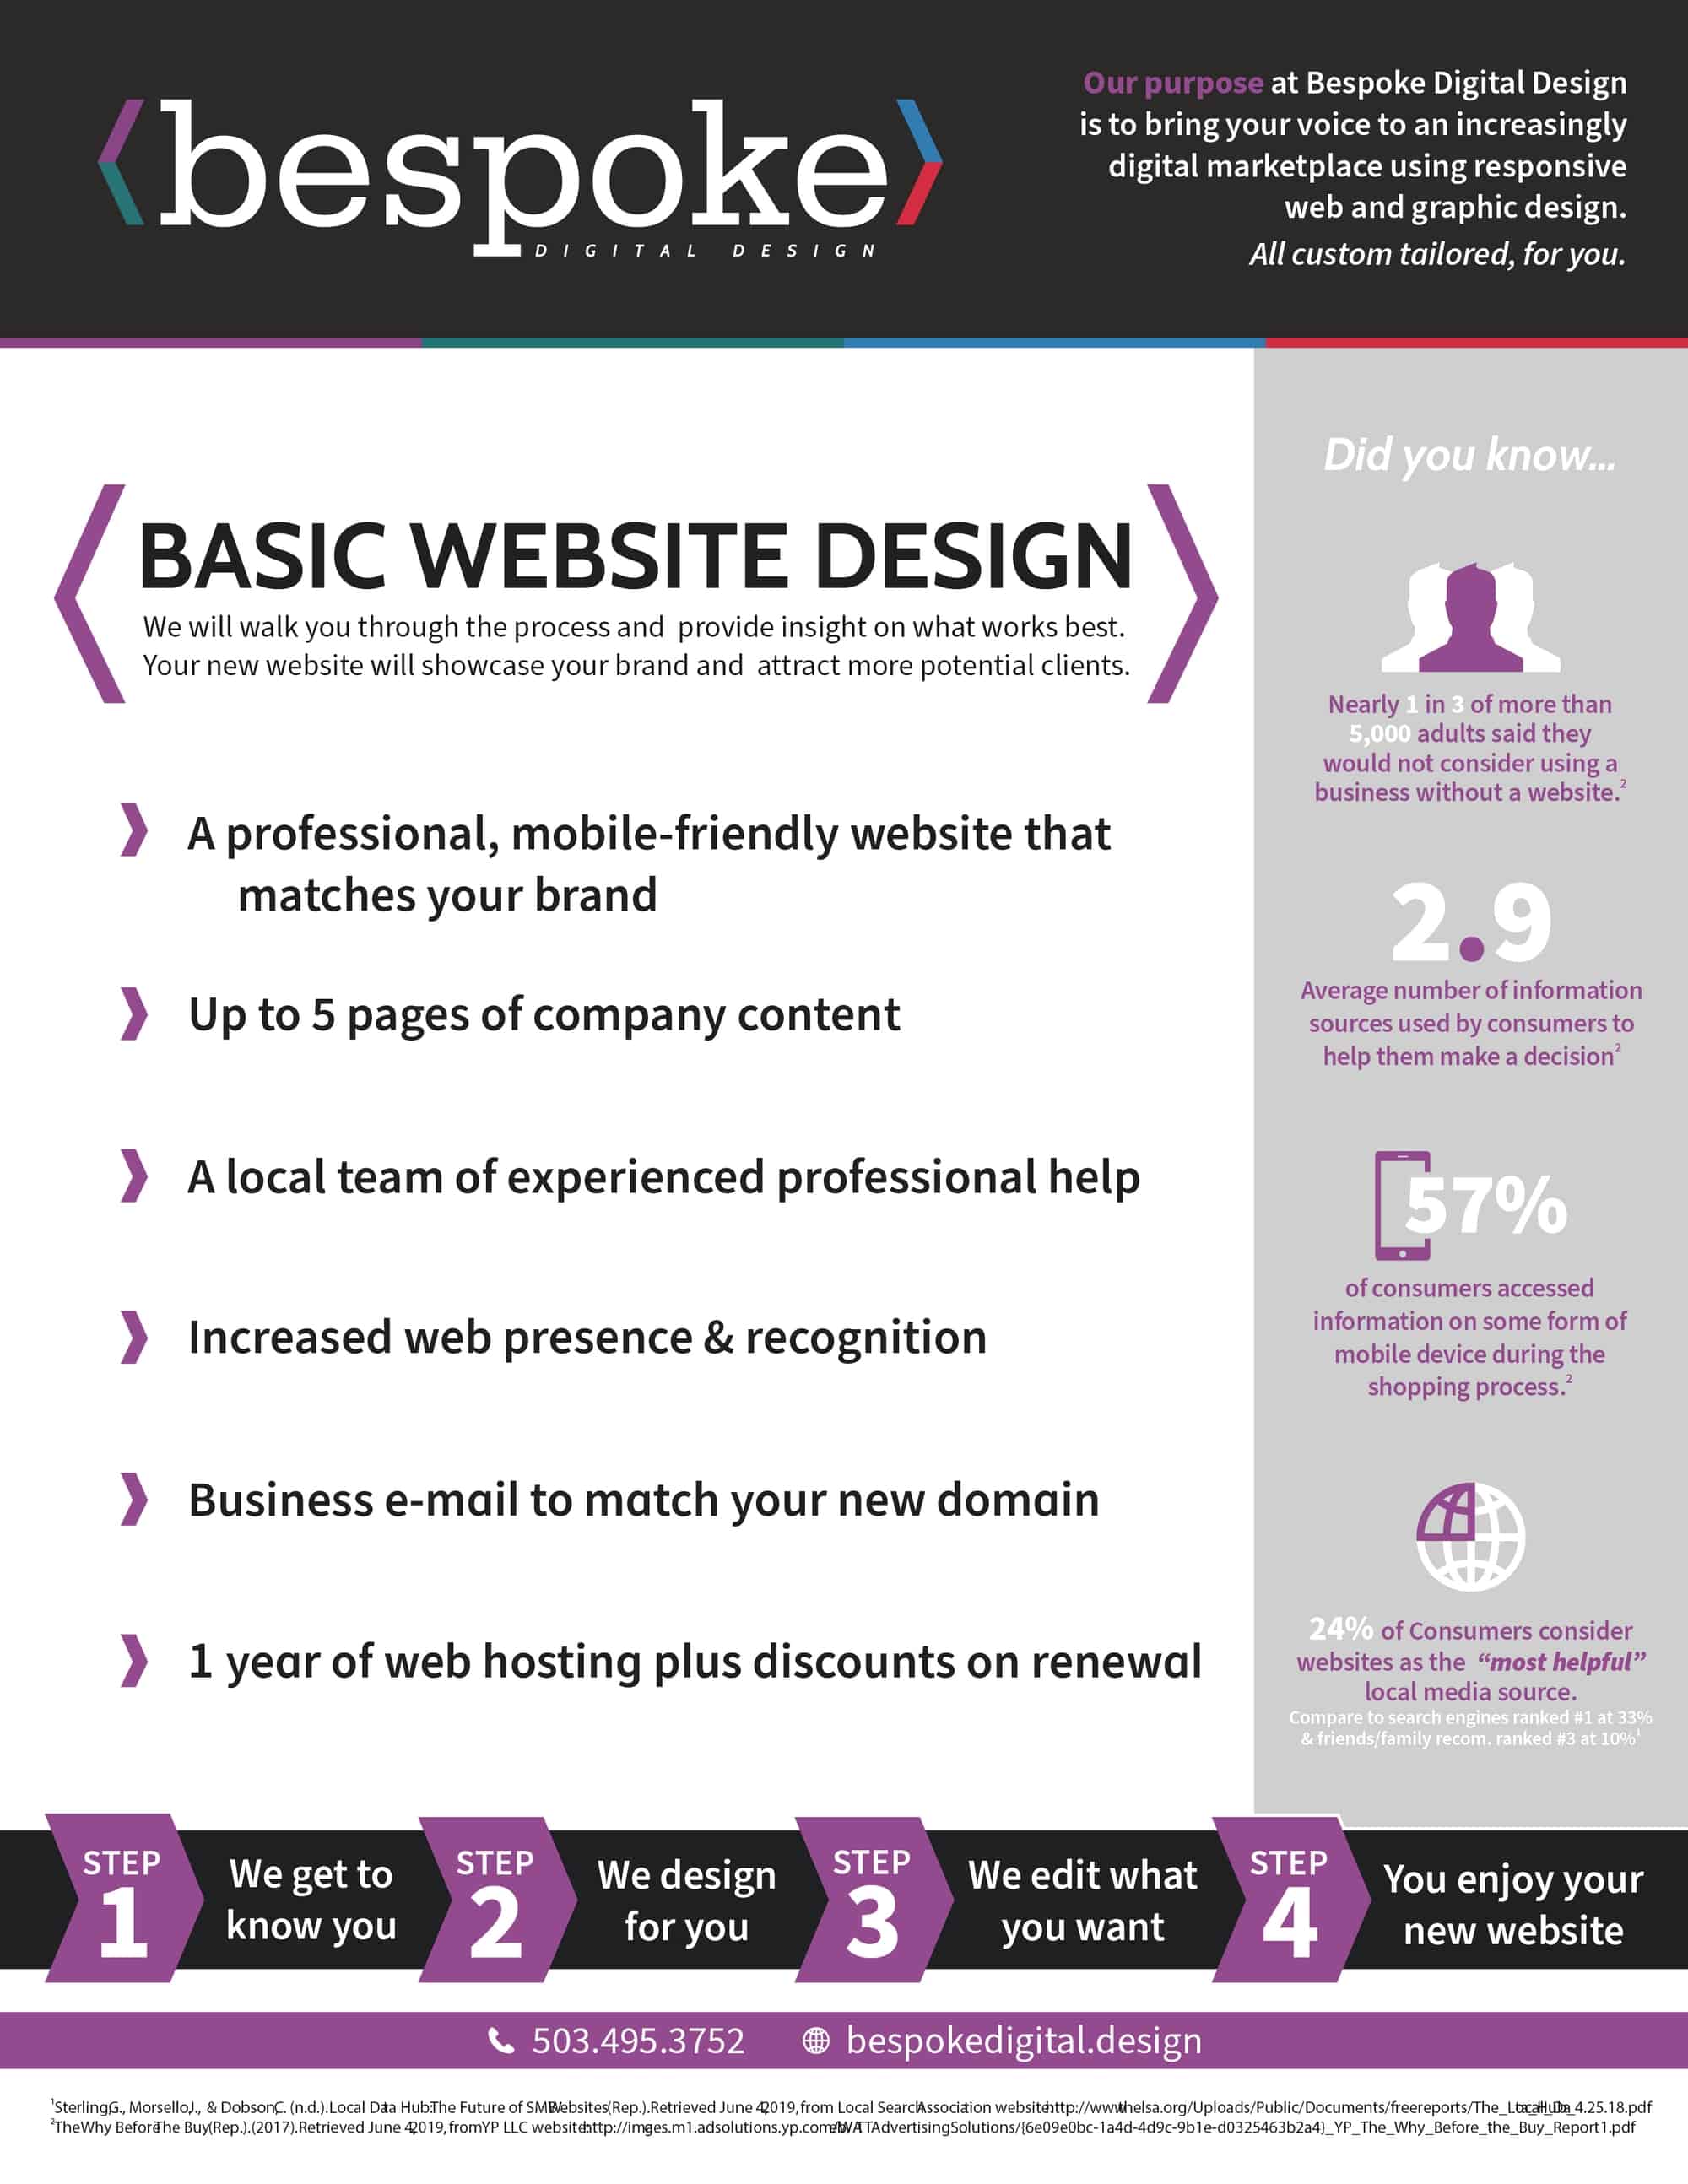 bespoke
DIGITAL DESIGN
Our purpose at Bespoke Digital Design
is to bring your voice to an increasingly
digital marketplace using responsive
web and graphic design.
All custom tailored, for you.
BASIC WEBSITE DESIGN
We will walk you through the process and provide insight on what works best.
Your new website will showcase your brand and attract more potential clients.
A professional, mobile-friendly website that
matches your brand
Up to 5 pages of company content
A local team of experienced professional help
Increased web presence & recognition
Business e-mail to match your new domain
1 year of web hosting plus discounts on renewal
Did you know...
Nearly 1 in 3 of more than
5,000 adults said they
would not consider using a
business without a website.²
2.9
Average number of information
sources used by consumers to
help them make a decision²
57%
of consumers accessed
information on some form of
mobile device during the
shopping process.²
24% of Consumers consider
websites as the “most helpful”
local media source.
Compare to search engines ranked #1 at 33%
& friends/family recom. ranked #3 at 10%¹
STEP
1
We get to
know you
STEP
2
We design
for you
STEP
3
We edit what
you want
STEP
4
You enjoy your
new website
503.495.3752 bespokedigital.design
¹Sterling,G., Morsello,J., & Dobson,C. (n.d.).Local Data Hub:The Future of SMB Websites(Rep.).Retrieved June 4,2019,from Local Search Association website:http://www.thelsa.org/Uploads/Public/Documents/freereports/The_Local_Data_Hub_4.25.18.pdf
²The Why Before The Buy(Rep.).(2017).Retrieved June 4,2019,from YP LLC website:http://images.m1.adsolutions.yp.com/Web/ATTAdvertisingSolutions/{6e09e0bc-1a4d-4d9c-9b1e-d0325463b2a4}_YP_The_Why_Before_the_Buy_Report1.pdf